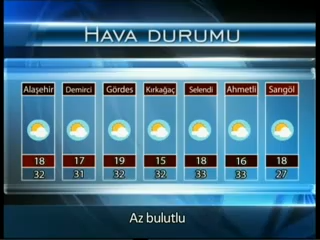 HAVA DURUMU
Alaşehir Demirci Gördes Kırkağaç Selendi Ahmetli Sarıgöl
18 17 19 15 18 16 18
32 31 32 32 33 33 27
Az bulutlu